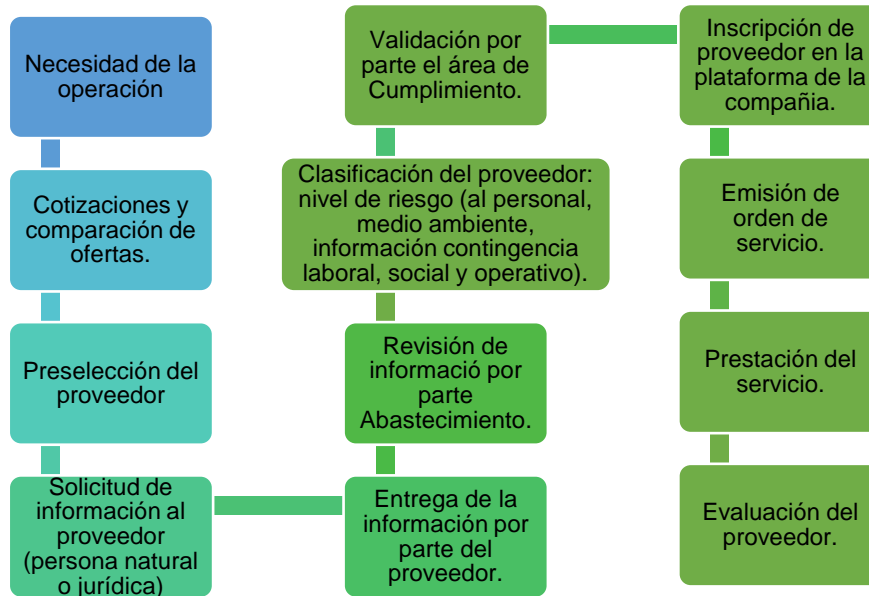 Necesidad de la
operación
Cotizaciones y
comparación de
ofertas.
Preselección del
proveedor
Solicitud de
información al
proveedor
(persona natural
o jurídica)
Entrega de la
información por
parte del
proveedor.
Revisión de
informació por
parte
Abastecimiento.
Clasificación del proveedor:
nivel de riesgo (al personal,
medio ambiente,
información contingencia
laboral, social y operativo).
Validación por
parte el área de
Cumplimiento.
Inscripción de
proveedor en la
plataforma de la
compañia.
Emisión de
orden de
servicio.
Prestación del
servicio.
Evaluación del
proveedor.